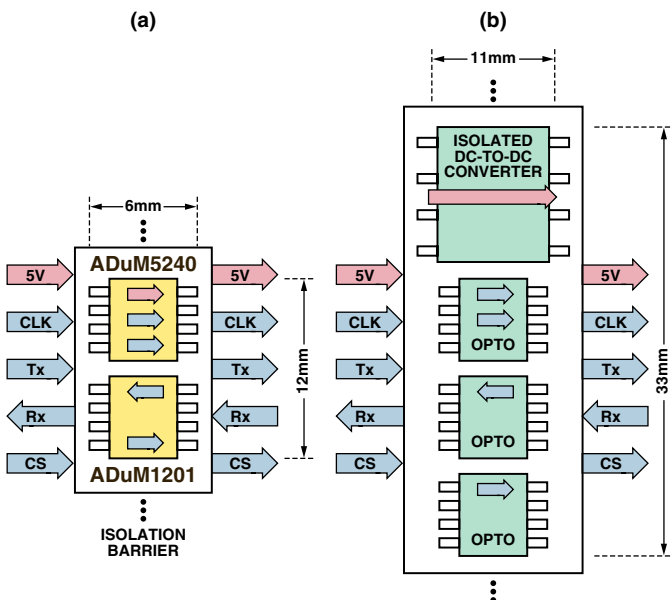 (a)
6mm
ADuM5240
5V
5V
CLK
CLK
Tx
Tx
Rx
Rx
CS
CS
12mm
ADuM1201
ISOLATION
BARRIER
(b)
11mm
ISOLATED
DC-TO-DC
CONVERTER
5V
5V
CLK
CLK
OPTO
Tx
Tx
Rx
Rx
OPTO
CS
CS
OPTO
33mm